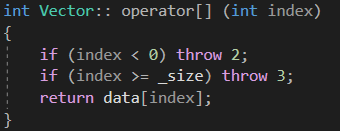 int Vector:: operator[] (int index)
{
if (index < 0) throw 2;
if (index >= _size) throw 3;
return data[index];
}